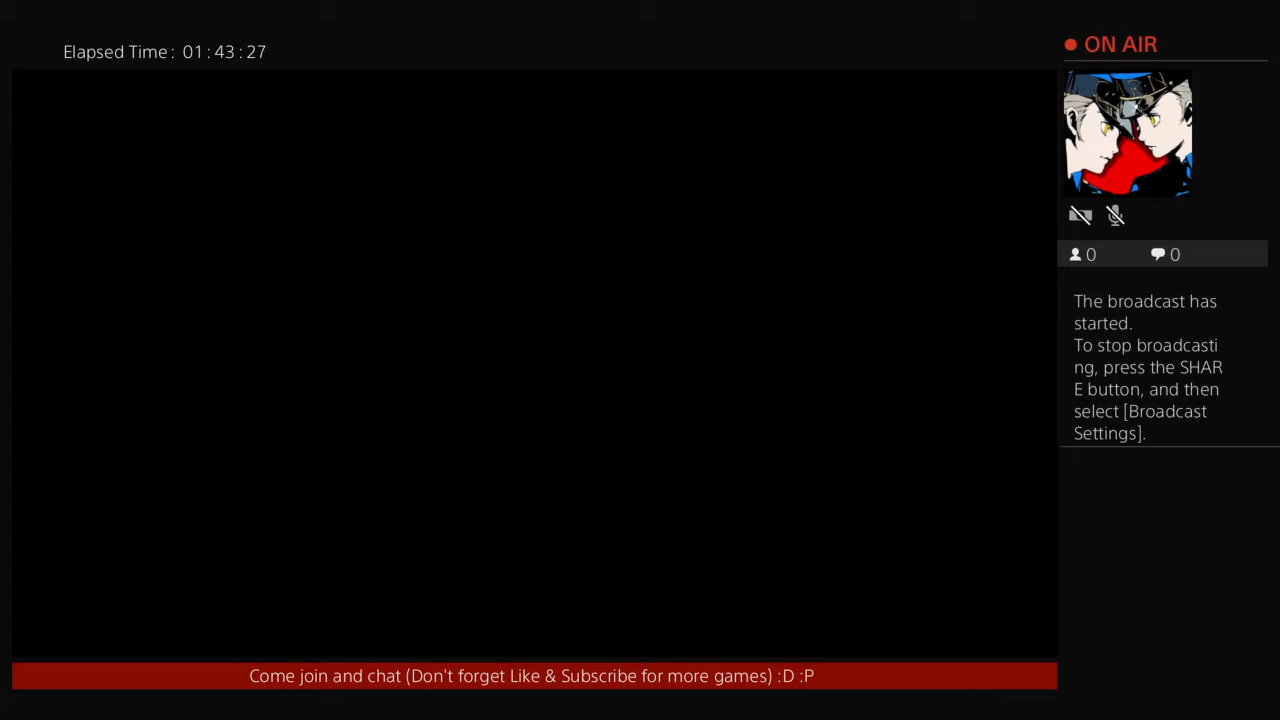 Elapsed Time: 01:43:27
ON AIR
0 0
The broadcast has
started.
To stop broadcasti
ng, press the SHAR
E button, and then
select [Broadcast
Settings].
Come join and chat (Don't forget Like & Subscribe for more games) :D :P